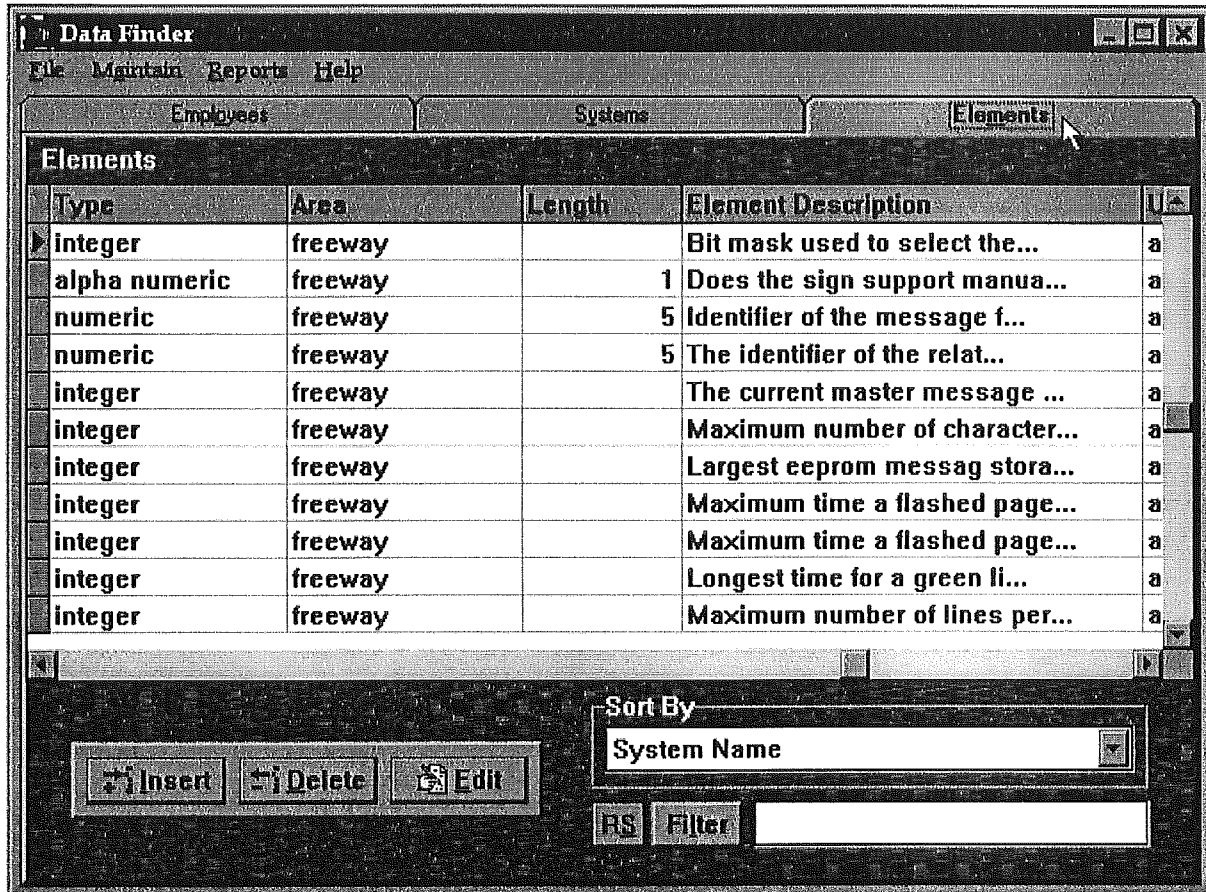 Data Finder
File Maintain Reports Help
Employees Systems Elements
Elements
Type Area Length Element Description U
integer freeway Bit mask used to select the... a
alpha numeric freeway 1 Does the sign support manua... a
numeric freeway 5 Identifier of the message f... a
numeric freeway 5 The identifier of the relat... a
integer freeway The current master message ... a
integer freeway Maximum number of character... a
integer freeway Largest eeprom messag stora... a
integer freeway Maximum time a flashed page... a
integer freeway Maximum time a flashed page... a
integer freeway Longest time for a green li... a
integer freeway Maximum number of lines per... a
Sort By
System Name
Insert Delete Edit
RS Filter